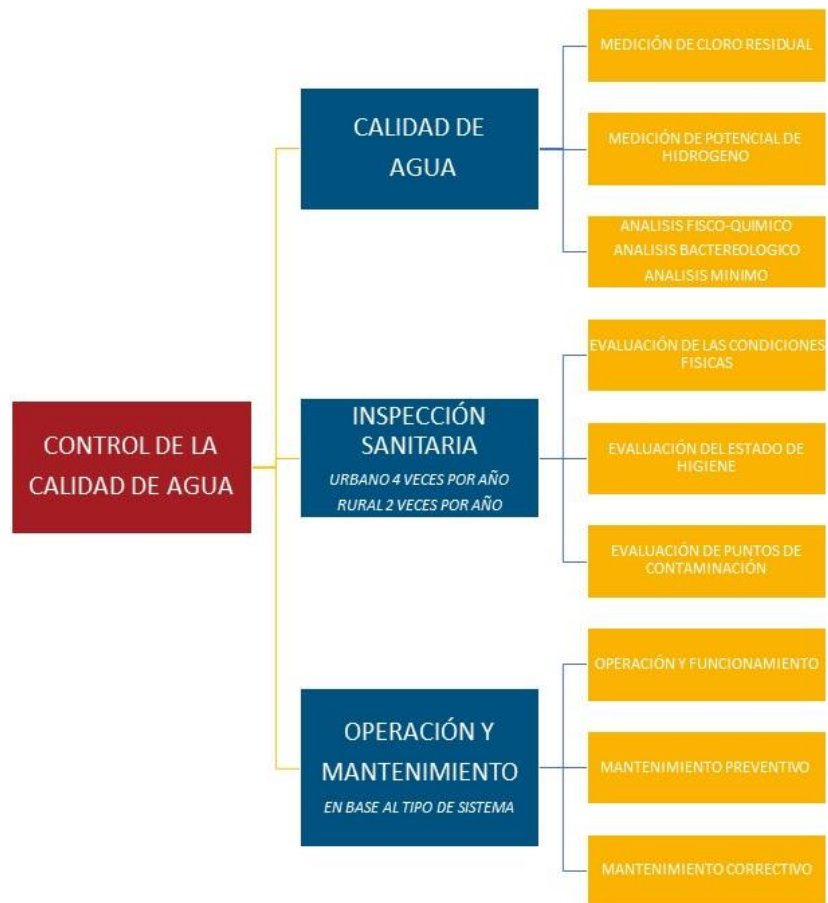 MEDICIÓN DE CLORO RESIDUAL
CALIDAD DE
AGUA
MEDICIÓN DE POTENCIAL DE
HIDROGENO
ANALISIS FISCO-QUIMICO
ANALISIS BACTEREOLOGICO
ANALISIS MINIMO
CONTROL DE LA
CALIDAD DE AGUA
INSPECCIÓN
SANITARIA
URBANO 4 VECES POR AÑO
RURAL 2 VECES POR AÑO
EVALUACIÓN DE LAS CONDICIONES
FISICAS
EVALUACIÓN DEL ESTADO DE
HIGIENE
EVALUACIÓN DE PUNTOS DE
CONTAMINACIÓN
OPERACIÓN Y
MANTENIMIENTO
EN BASE AL TIPO DE SISTEMA
OPERACIÓN Y FUNCIONAMIENTO
MANTENIMIENTO PREVENTIVO
MANTENIMIENTO CORRECTIVO